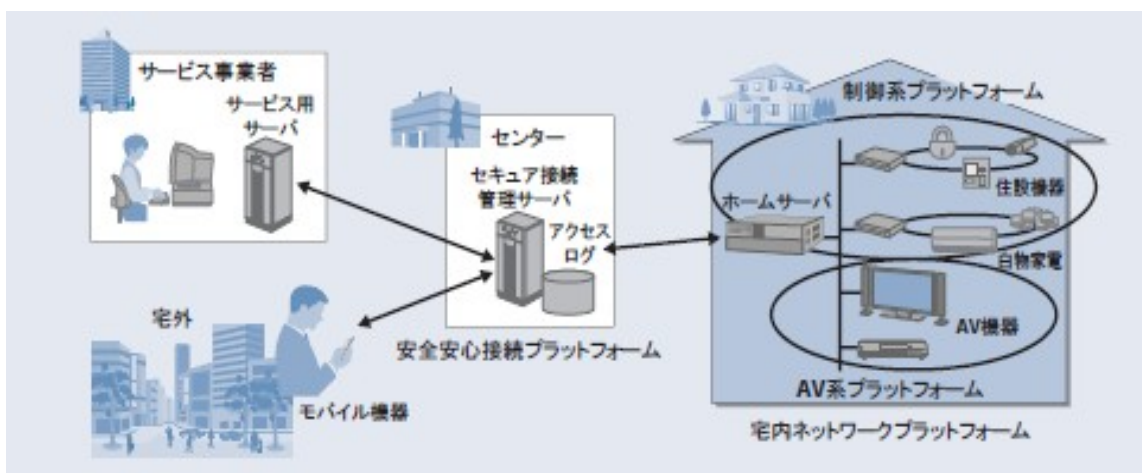 サービス事業者
サービス用
サーバ
センター
セキュア接続
管理サーバ
アクセス
ログ
安全安心接続プラットフォーム
宅外
モバイル機器
制御系プラットフォーム
住設機器
ホームサーバ
白物家電
AV機器
AV系プラットフォーム
宅内ネットワークプラットフォーム